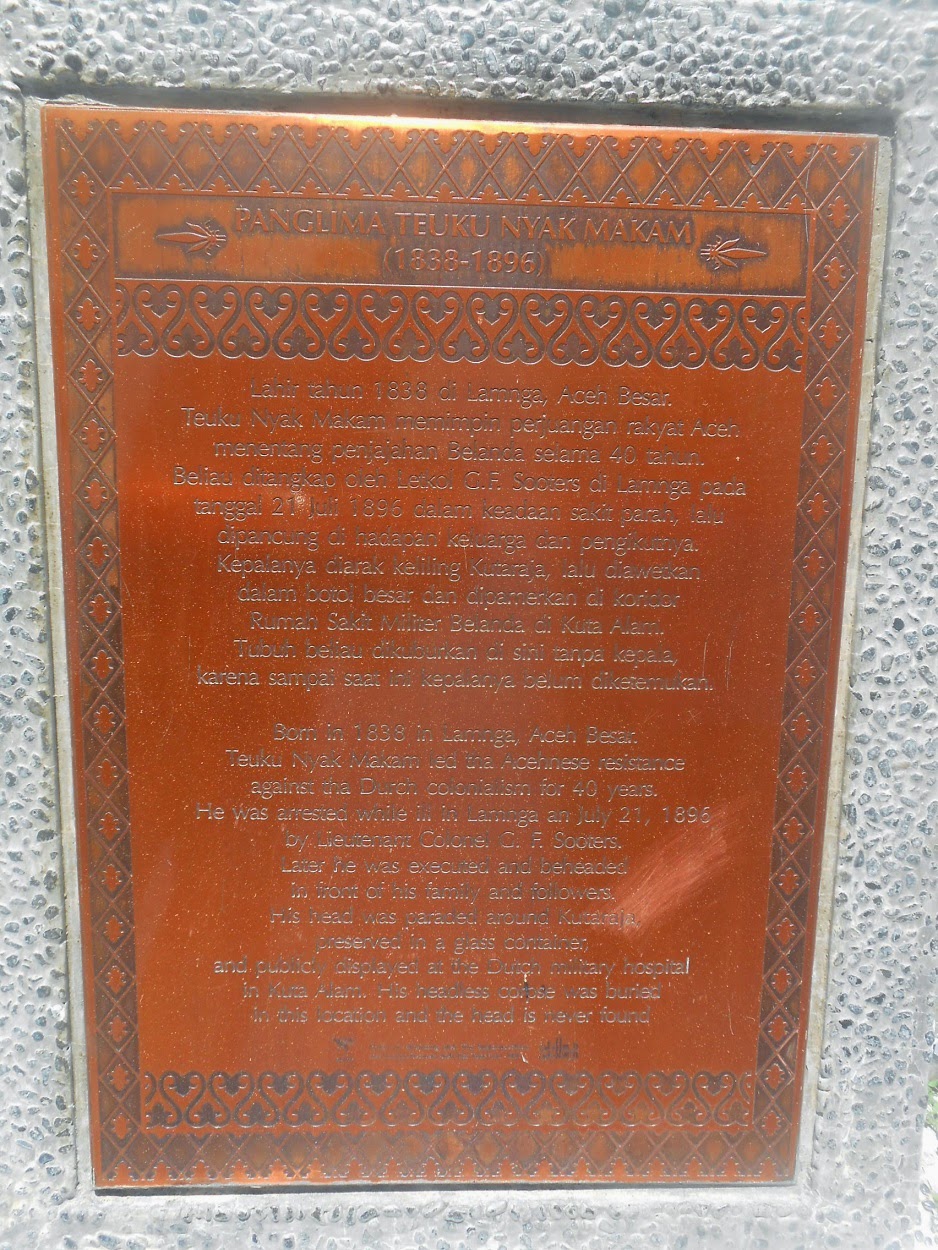 PANGLIMA TEUKU NYAK MAKAM
(1838-1896)
Lahir tahun 1838 di Lamnga, Aceh Besar.
Teuku Nyak Makam memimpin perjuangan rakyat Aceh
menentang penjajahan Belanda selama 40 tahun.
Beliau ditangkap oleh Letkol G.F. Sooters di Lamnga pada
tanggal 21 Juli 1896 dalam keadaan sakit parah, lalu
dipancung di hadapan keluarga dan pengikutnya.
Kepalanya diarak keliling Kutaraja, lalu diawetkan
dalam botol besar dan dipamerkan di koridor
Rumah Sakit Militer Belanda di Kuta Alam.
Tubuh beliau dikuburkan di sini tanpa kepala,
karena sampai saat ini kepalanya belum diketemukan.
Born in 1838 in Lamnga, Aceh Besar.
Teuku Nyak Makam led tha Acehnese resistance
against tha Dutch colonialism for 40 years.
He was arrested while ill in Lamnga an July 21, 1896
by Lieutenant Colonel G. F. Sooters.
Later he was executed and beheaded
in front of his family and followers.
His head was paraded around Kutaraja,
preserved in a glass container,
and publicly displayed at the Dutch military hospital
in Kuta Alam. His headless corpse was buried
in this location and the head is never found